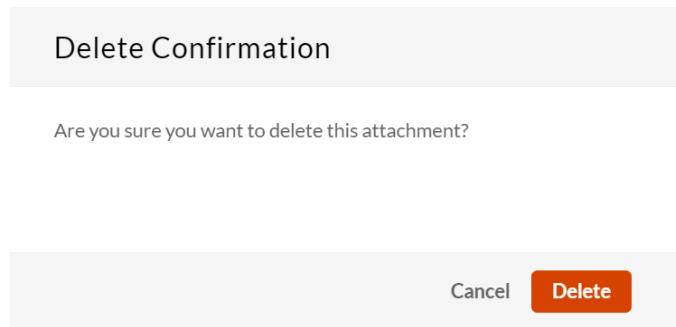 Delete Confirmation
Are you sure you want to delete this attachment?
Cancel Delete